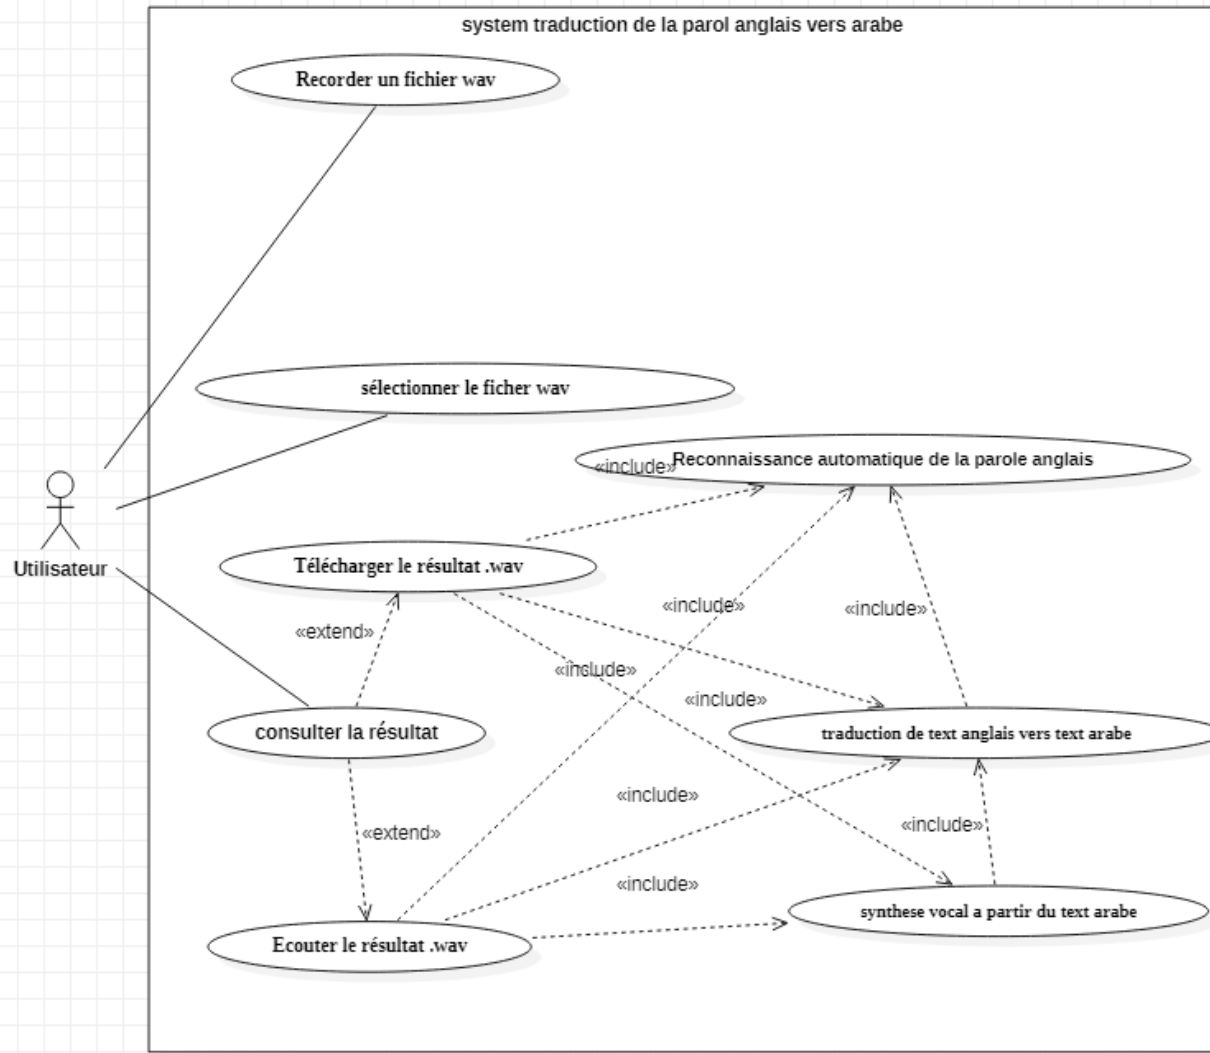 system traduction de la parol anglais vers arabe
Recorder un fichier wav
sélectionner le ficher wav
Reconnaissance automatique de la parole anglais
«include»
Utilisateur
Télécharger le résultat .wav
«include»
«include»
«extend»
«include»
«include»
consulter la résultat
traduction de text anglais vers text arabe
«include»
«include»
«extend»
«include»
synthese vocal a partir du text arabe
Ecouter le résultat .wav